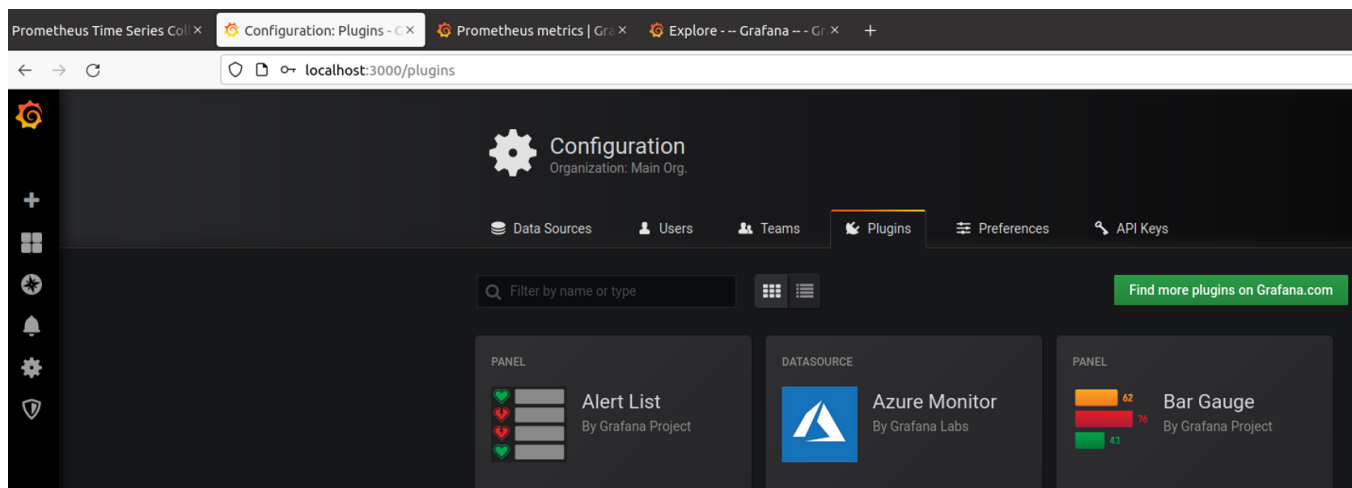 Prometheus Time Series Coll
Configuration: Plugins - G
Prometheus metrics | Gra
Explore - -- Grafana -- - Gr
localhost:3000/plugins
Configuration
Organization: Main Org.
Data Sources
Users
Teams
Plugins
Preferences
API Keys
Filter by name or type
Find more plugins on Grafana.com
PANEL
Alert List
By Grafana Project
DATASOURCE
Azure Monitor
By Grafana Labs
PANEL
62
76
43
Bar Gauge
By Grafana Project